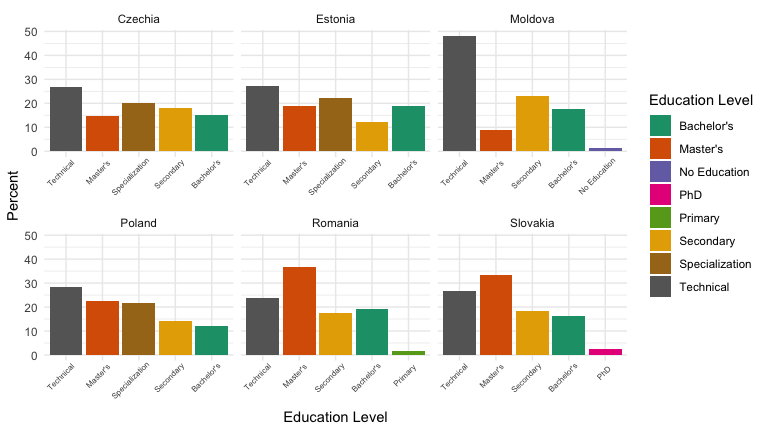 Czechia
Estonia
Moldova
50
40
30
20
10
0
Technical
Master's
Specialization
Secondary
Bachelor's
Technical
Master's
Specialization
Secondary
Bachelor's
Technical
Master's
Secondary
Bachelor's
No Education
Percent
Poland
Romania
Slovakia
50
40
30
20
10
0
Technical
Master's
Specialization
Secondary
Bachelor's
Technical
Master's
Secondary
Bachelor's
Primary
Technical
Master's
Secondary
Bachelor's
PhD
Education Level
Education Level
Bachelor's
Master's
No Education
PhD
Primary
Secondary
Specialization
Technical